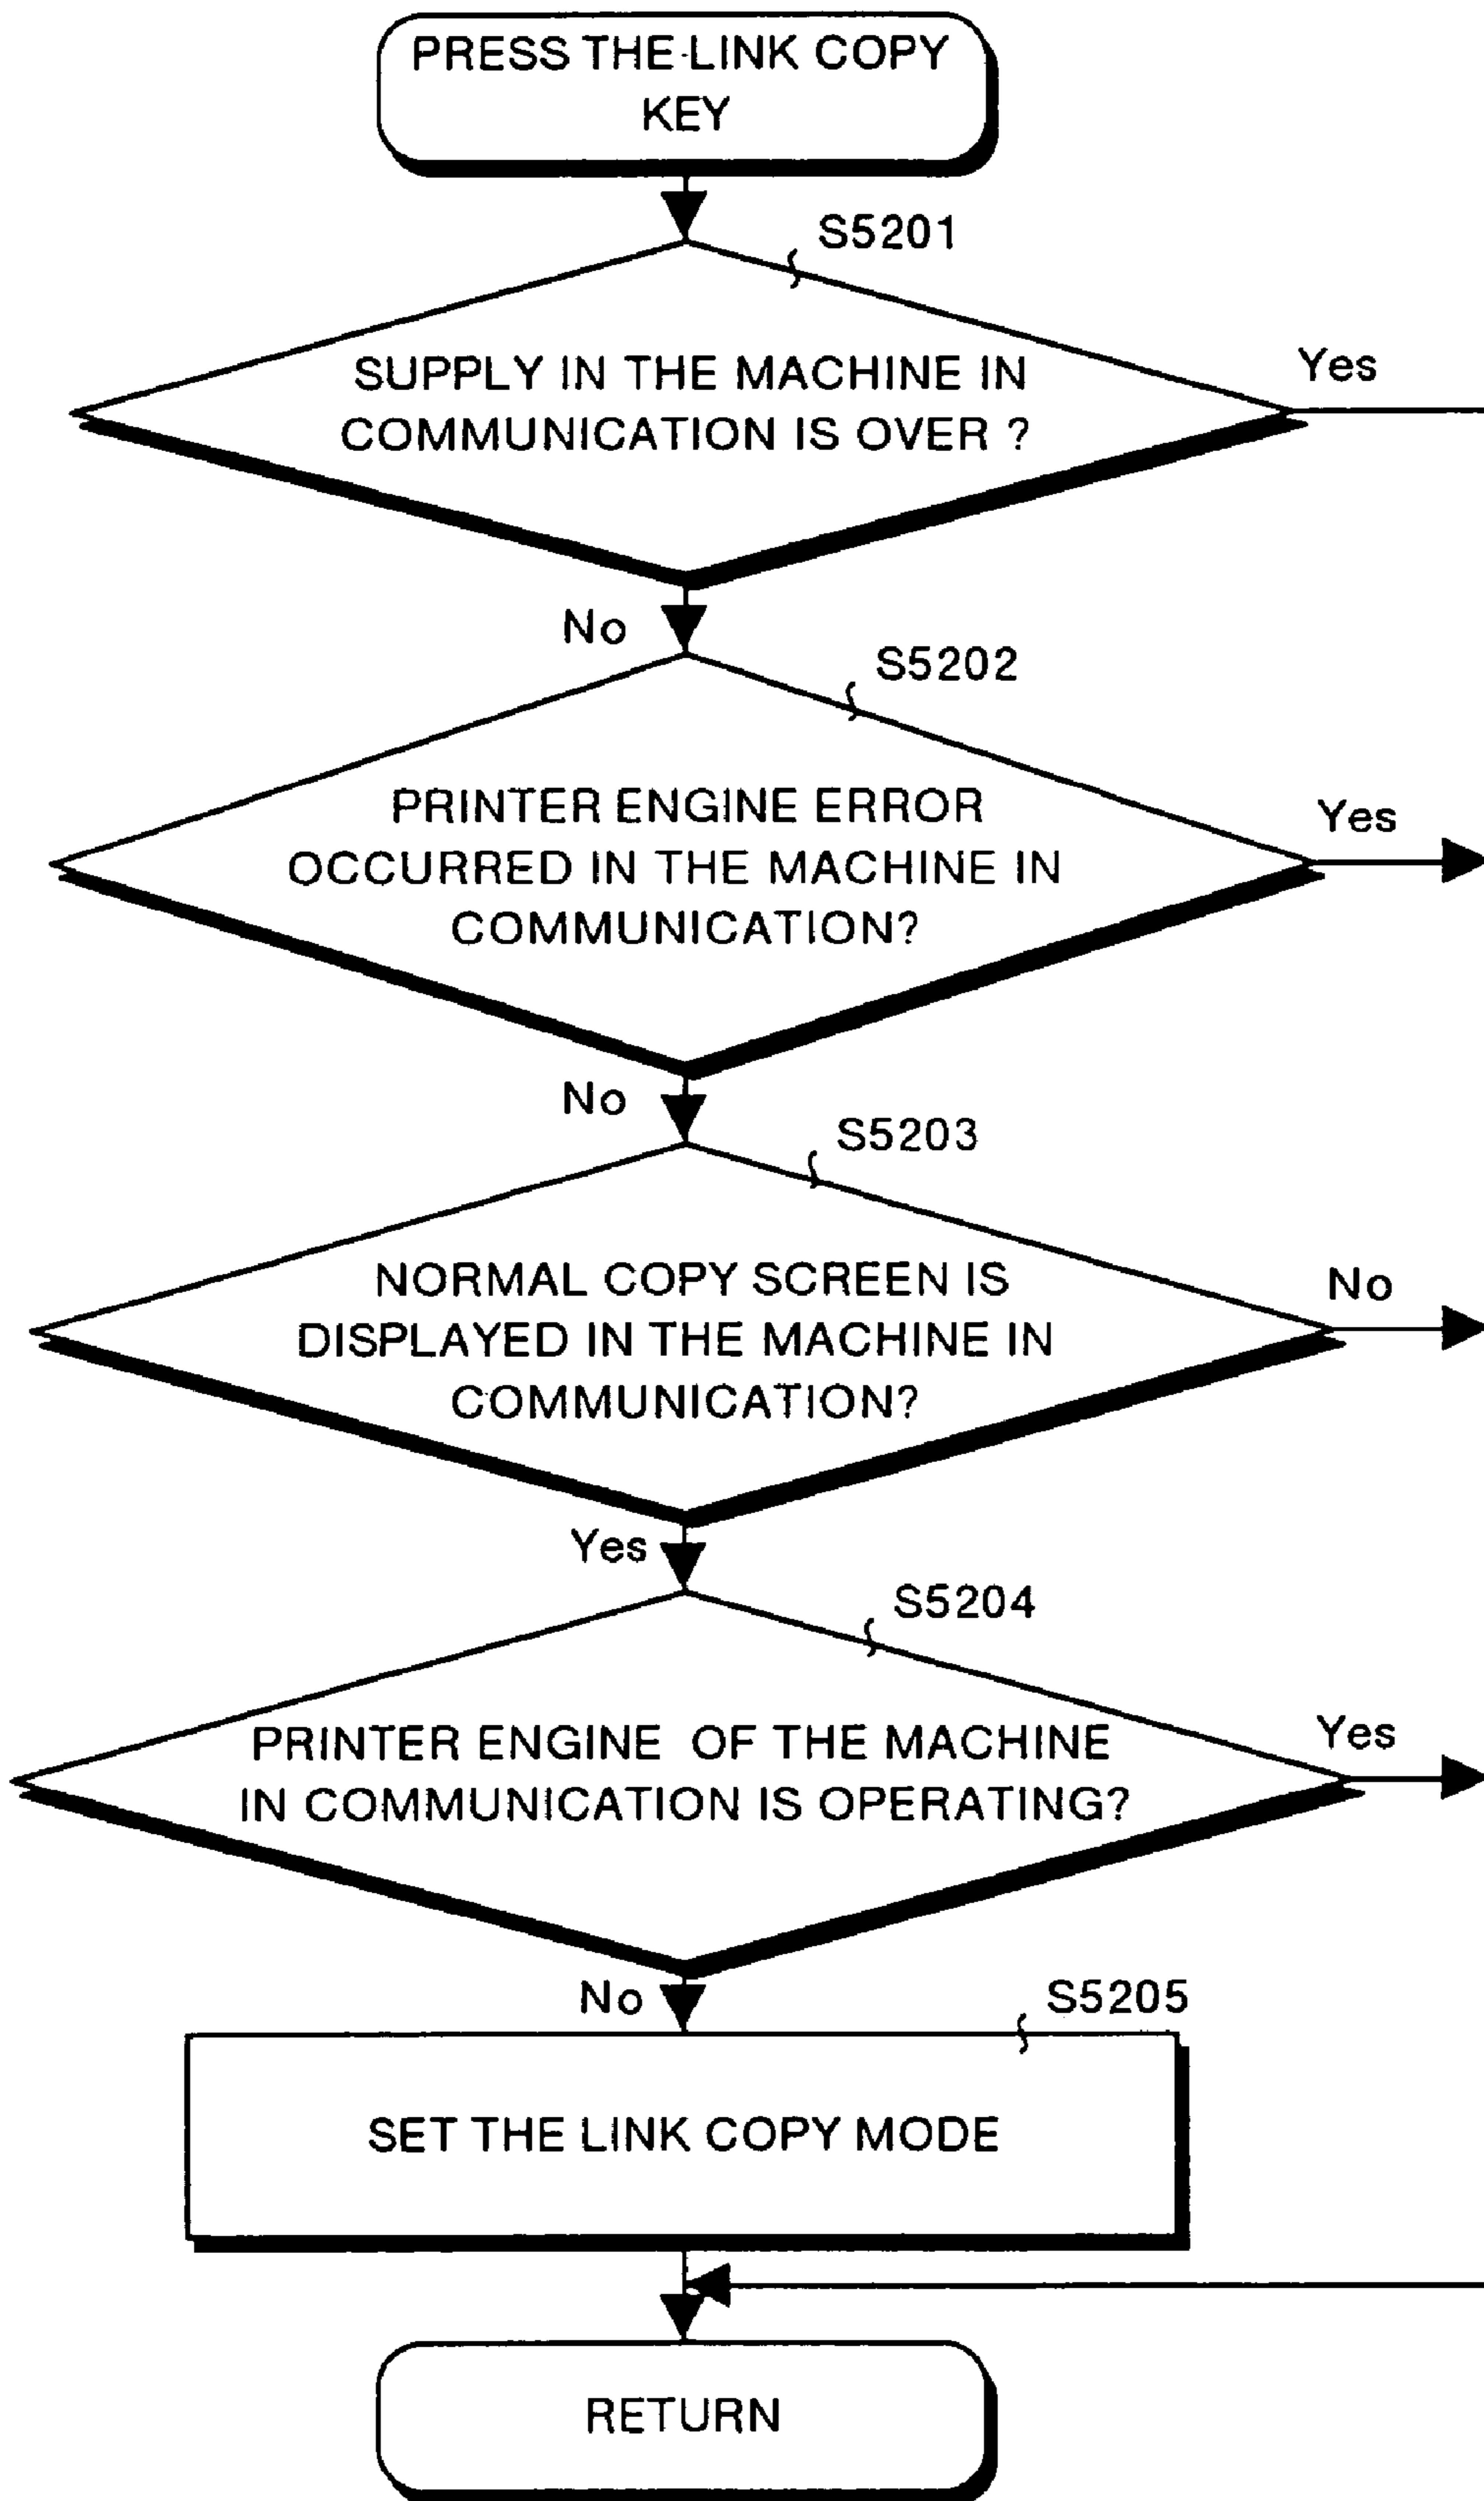 PRESS THE LINK COPY
KEY
S5201
SUPPLY IN THE MACHINE IN
COMMUNICATION IS OVER ?
Yes
No
S5202
PRINTER ENGINE ERROR
OCCURRED IN THE MACHINE IN
COMMUNICATION?
Yes
No
S5203
NORMAL COPY SCREEN IS
DISPLAYED IN THE MACHINE IN
COMMUNICATION?
No
Yes
S5204
PRINTER ENGINE OF THE MACHINE
IN COMMUNICATION IS OPERATING?
Yes
No
S5205
SET THE LINK COPY MODE
RETURN